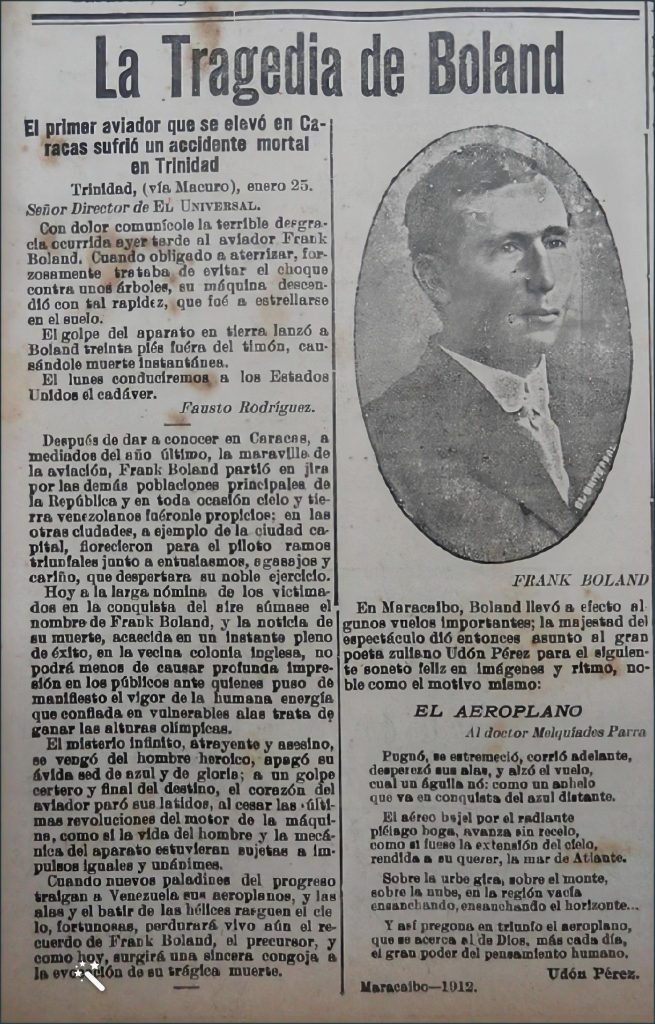 La Tragedia de Boland
El primer aviador que se elevó en Ca-
racas sufrió un accidente mortal
en Trinidad
Trinidad, (vía Macuro), enero 25.
Señor Director de EL UNIVERSAL.
Con dolor comunícole la terrible desgra-
cia ocurrida ayer tarde al aviador Frank
Boland. Cuando obligado a aterrizar, for-
zosamente trataba de evitar el choque
contra unos árboles, su máquina descen-
dió con tal rapidez, que fué a estrellarse
en el suelo.
El golpe del aparato en tierra lanzó a
Boland treinta piés fuéra del timón, cau-
sándole muerte instantánea.
El lunes conduciremos a los Estados
Unidos el cadáver.
Fausto Rodríguez.
Después de dar a conocer en Caracas, a
mediados del año último, la maravilla de
la aviación, Frank Boland partió en jira
por las demás poblaciones principales de
la República y en toda ocasión cielo y tie-
rra venezolanos fuéronle propicios; en las
otras ciudades, a ejemplo de la ciudad ca-
pital, florecieron para el piloto ramos
triunfales junto a entusiasmos, agasajos y
cariño, que despertara su noble ejercicio.
Hoy a la larga nómina de los víctimados
en la conquista del aire súmase el
nombre de Frank Boland, y la noticia de
su muerte, acaecida en un instante pleno
de éxito, en la vecina colonia inglesa, no
podrá menos de causar profunda impre-
sión en los públicos ante quienes puso de
manifiesto el vigor de la humana energía
que confiada en vulnerables alas trata de
ganar las alturas olímpicas.
El misterio infinito, atrayente y asesino,
se vengó del hombre heroico, apagó su
ávida sed de azul y de gloria; a un golpe
certero y final del destino, el corazón del
aviador paró sus latidos, al cesar las últi-
mas revoluciones del motor de la máqui-
na, como si la vida del hombre y la mecá-
nica del aparato estuvieran sujetas a im-
pulsos iguales y unánimes.
Cuando nuevos paladines del progreso
traigan a Venezuela sus aeroplanos, y las
alas y el batir de las hélices rasguen el cie
lo, fortunosas, perdurará vivo aún el re-
cuerdo de Frank Boland, el precursor, y
como hoy, surgirá una sincera congoja a
la evocación de su trágica muerte.
EL UNIVERSAL
FRANK BOLAND
En Maracaibo, Boland llevó a efecto al
gunos vuelos importantes; la majestad del
espectáculo dió entonces asunto al gran
poeta zuliano Udón Pérez para el siguien-
te soneto feliz en imágenes y ritmo, no-
ble como el motivo mismo:
EL AEROPLANO
Al doctor Melquiades Parra
Pugnó, se estremeció, corrió adelante,
desperezó sus alas, y alzó el vuelo,
cual un águila nó: como un anhelo
que va en conquista del azul distante.
El aéreo bajel por el radiante
piélago boga, avanza sin recelo,
como si fuese la extensión del cielo,
rendida a su querer, la mar de Atlante.
Sobre la urbe gira, sobre el monte,
sobre la nube, en la región vacía
ensanchando, ensanchando el horizonte...
Y así pregona en triunfo el aeroplano,
que se acerca al de Dios, más cada día,
el gran poder del pensamiento humano.
Udón Pérez.
Maracaibo—1912.